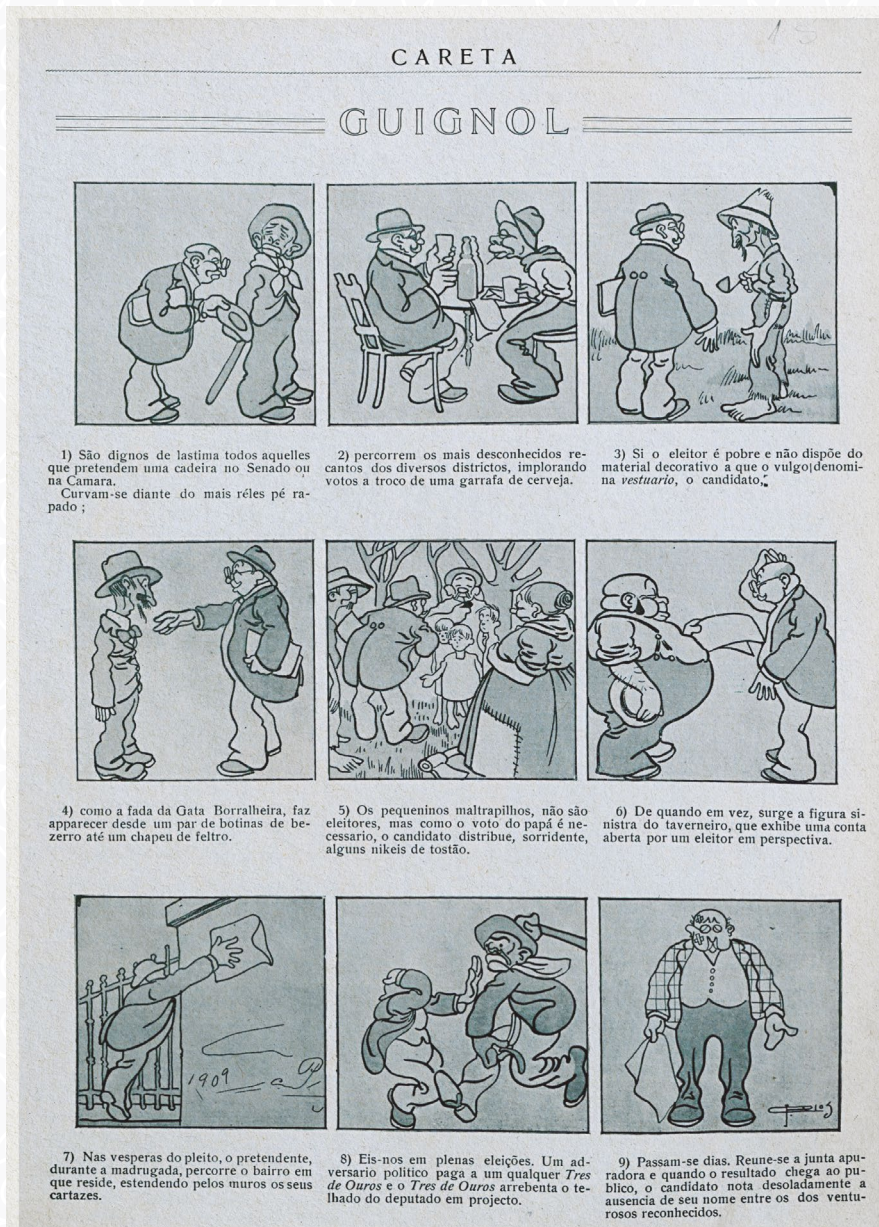 CARETA
GUIGNOL
1) São dignos de lastima todos aquelles
que pretendem uma cadeira no Senado ou
na Camara.
Curvam-se diante do mais réles pé ra-
pado ;
2) percorrem os mais desconhecidos re-
cantos dos diversos districtos, implorando
votos a troco de uma garrafa de cerveja.
3) Si o eleitor é pobre e não dispõe do
material decorativo a que o vulgo denomi-
na vestuario, o candidato,
4) como a fada da Gata Borralheira, faz
apparecer desde um par de botinas de be-
zerro até um chapeu de feltro.
5) Os pequeninos maltrapilhos, não são
eleitores, mas como o voto do papá é ne-
cessario, o candidato distribue, sorridente,
alguns nikeis de tostão.
6) De quando em vez, surge a figura si-
nistra do taverneiro, que exhibe uma conta
aberta por um eleitor em perspectiva.
1909
7) Nas vesperas do pleito, o pretendente,
durante a madrugada, percorre o bairro em
que reside, estendendo pelos muros os seus
cartazes.
8) Eis-nos em plenas eleições. Um ad-
versario politico paga a um qualquer Tres
de Ouros e o Tres de Ouros arrebenta o te-
lhado do deputado em projecto.
9) Passam-se dias. Reune-se a junta apu-
radora e quando o resultado chega ao pu-
blico, o candidato nota desoladamente a
ausencia de seu nome entre os dos ventu-
rosos reconhecidos.